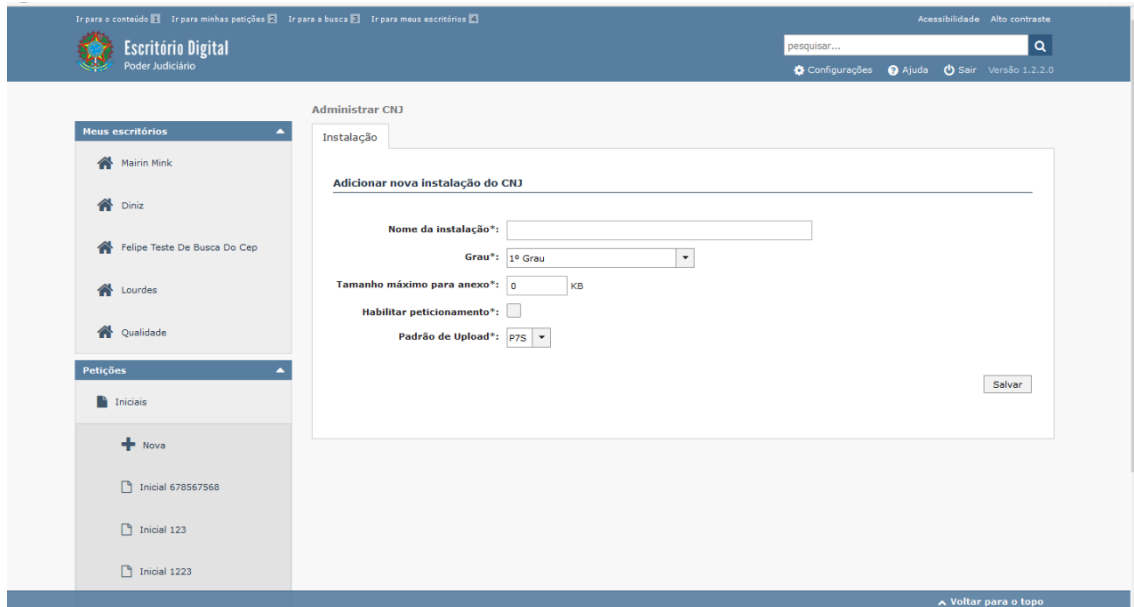 Ir para o conteúdo 1 Ir para minhas petições 2 Ir para a busca 3 Ir para meus escritórios 4 Acessibilidade Alto contraste
Escritório Digital
Poder Judiciário
pesquisar...
Configurações Ajuda Sair Versão 1.2.2.0
Administrar CNJ
Meus escritórios
Instalação
Mairin Mink
Adicionar nova instalação do CNJ
Diniz
Nome da instalação*:
Felipe Teste De Busca Do Cep
Grau*: 1º Grau
Lourdes
Tamanho máximo para anexo*: 0 KB
Habilitar peticionamento*:
Qualidade
Padrão de Upload*: P7S
Petições
Salvar
Iniciais
Nova
Inicial 678567568
Inicial 123
Inicial 1223
Voltar para o topo